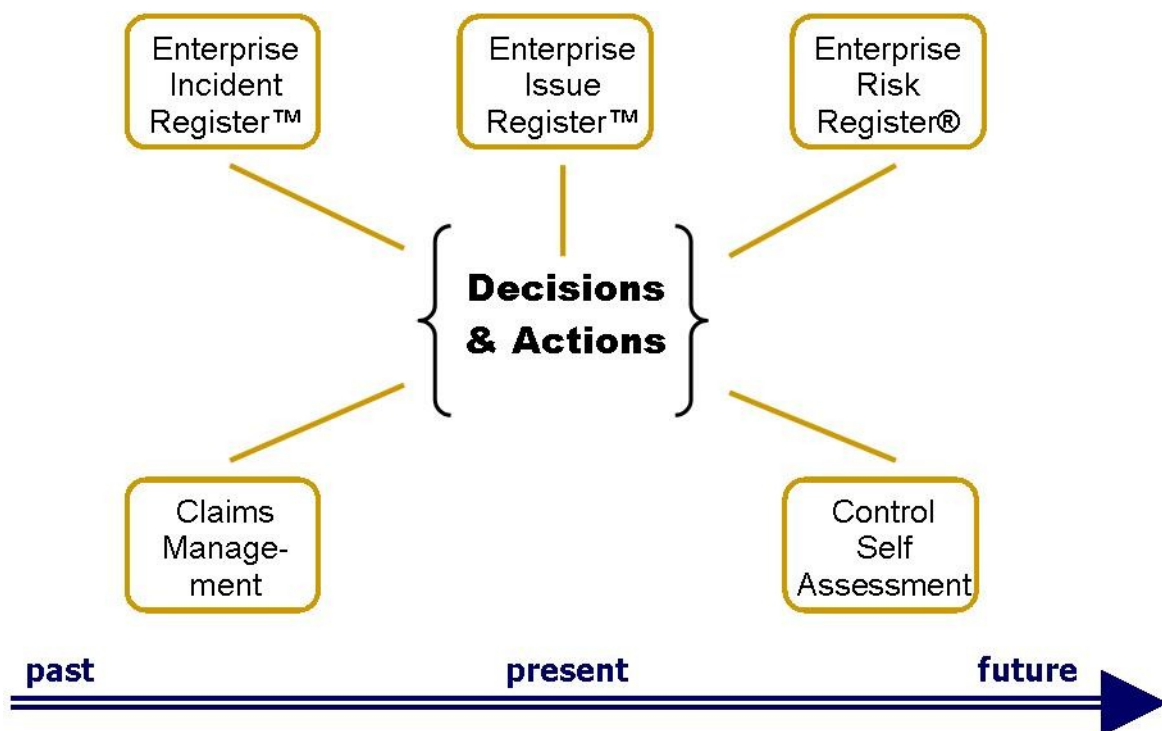 Enterprise
Incident
Register™
Enterprise
Issue
Register™
Enterprise
Risk
Register®
Decisions
& Actions
Claims
Manage-
ment
Control
Self
Assessment
past
present
future